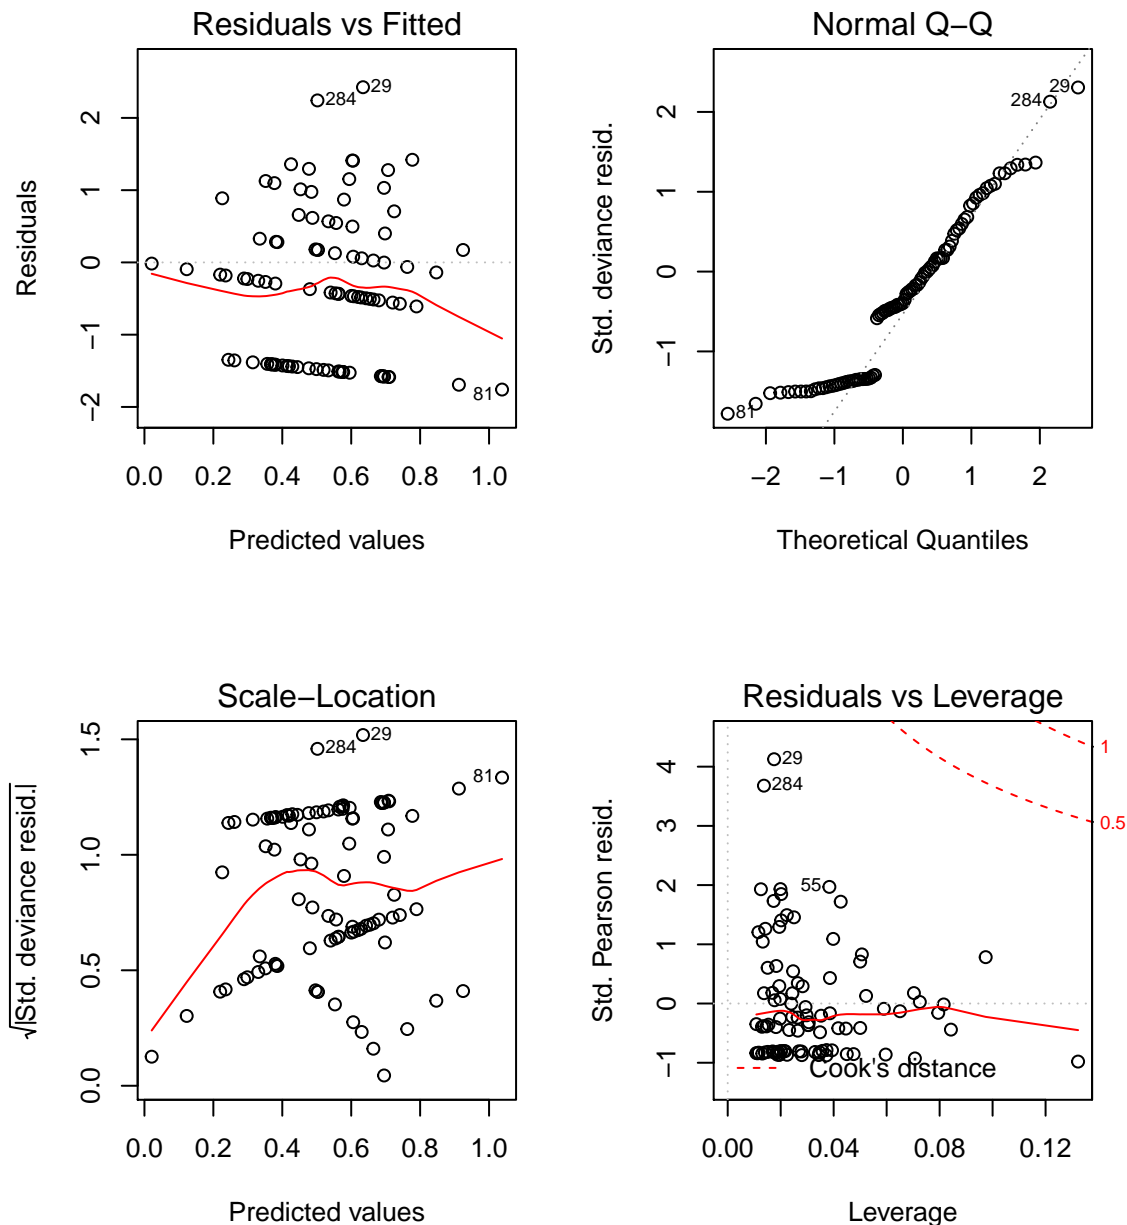 Residuals vs Fitted
Residuals
2
1
0
−1
−2
284
29
81
0.0 0.2 0.4 0.6 0.8 1.0
Predicted values
Normal Q−Q
Std. deviance resid.
2
1
0
−1
29
284
81
−2 −1 0 1 2
Theoretical Quantiles
Scale−Location
√|Std. deviance resid.|
1.5
1.0
0.5
0.0
29
284
81
0.0 0.2 0.4 0.6 0.8 1.0
Predicted values
Residuals vs Leverage
Std. Pearson resid.
4
3
2
1
0
−1
29
284
55
1
0.5
Cook's distance
0.00 0.04 0.08 0.12
Leverage